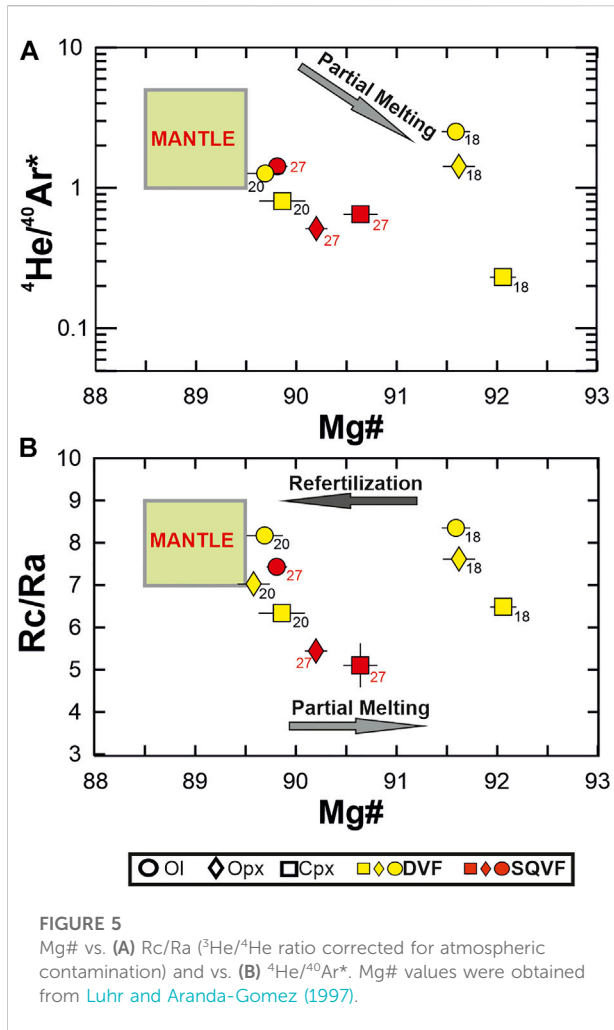 A
10
1
0.1
⁴He/⁴⁰Ar*
MANTLE
Partial Melting
20
27
20
27
27
18
18
18
88 89 90 91 92 93
Mg#
B
10
9
8
7
6
5
4
3
Rc/Ra
MANTLE
Refertilization
20
27
20
20
27
27
18
18
18
Partial Melting
88 89 90 91 92 93
Mg#
Ol Opx Cpx DVF SQVF
FIGURE 5
Mg# vs. (A) Rc/Ra (³He/⁴He ratio corrected for atmospheric
contamination) and vs. (B) ⁴He/⁴⁰Ar*. Mg# values were obtained
from Luhr and Aranda-Gomez (1997).